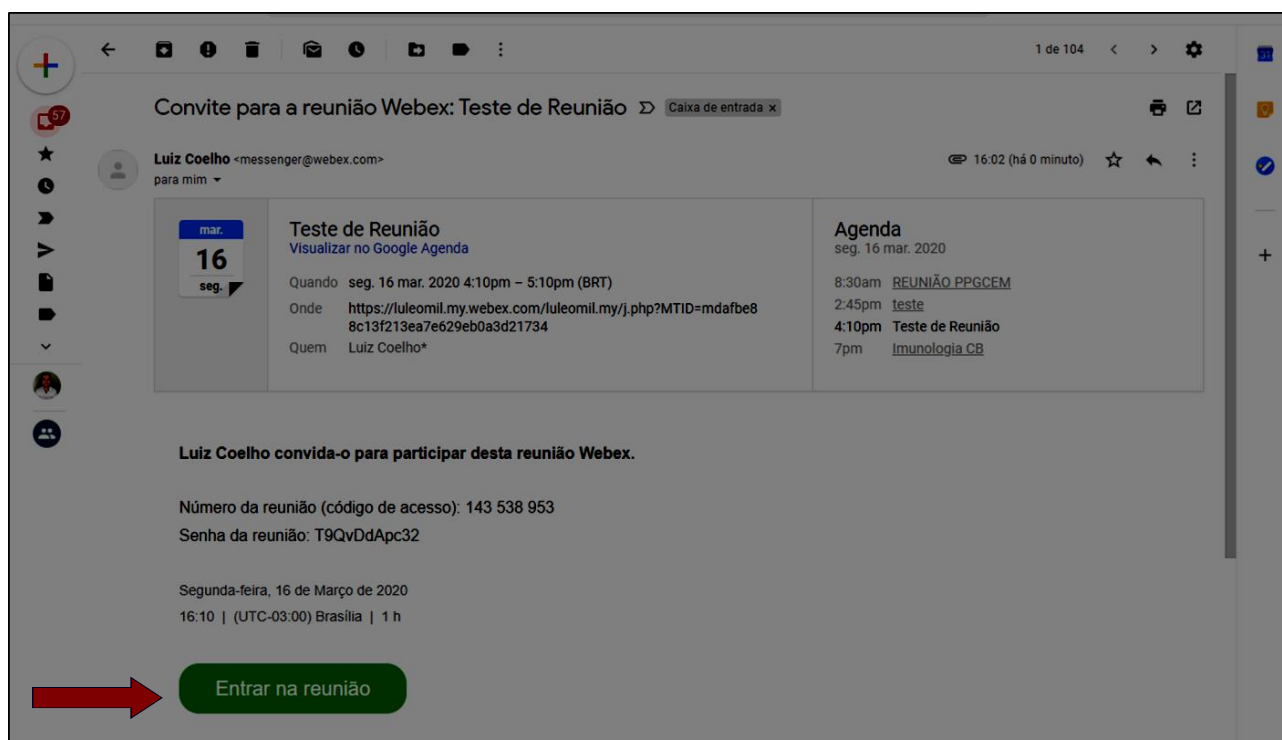 1 de 104
Convite para a reunião Webex: Teste de Reunião Caixa de entrada x
57
Luiz Coelho <messenger@webex.com>
16:02 (há 0 minuto)
para mim
mar.
16
seg.
Teste de Reunião
Visualizar no Google Agenda
Quando seg. 16 mar. 2020 4:10pm – 5:10pm (BRT)
Onde https://luleomil.my.webex.com/luleomil.my/j.php?MTID=mdafbe8
8c13f213ea7e629eb0a3d21734
Quem Luiz Coelho*
Agenda
seg. 16 mar. 2020
8:30am REUNIÃO PPGCEM
2:45pm teste
4:10pm Teste de Reunião
7pm Imunologia CB
Luiz Coelho convida-o para participar desta reunião Webex.
Número da reunião (código de acesso): 143 538 953
Senha da reunião: T9QvDdApc32
Segunda-feira, 16 de Março de 2020
16:10 | (UTC-03:00) Brasília | 1 h
Entrar na reunião
31